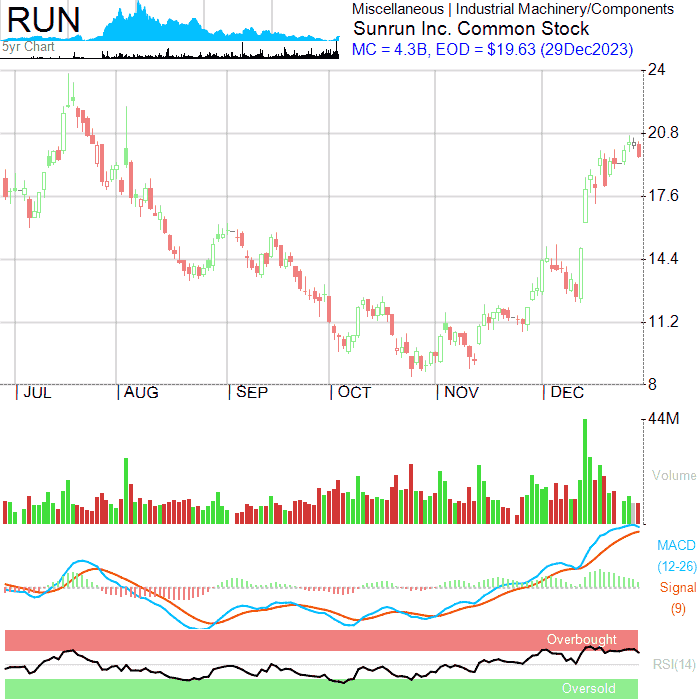 RUN
5yr Chart
Miscellaneous | Industrial Machinery/Components
Sunrun Inc. Common Stock
MC = 4.3B, EOD = $19.63 (29Dec2023)
24
20.8
17.6
14.4
11.2
8
JUL AUG SEP OCT NOV DEC
44M
Volume
MACD
(12-26)
Signal
(9)
Overbought
RSI(14)
Oversold